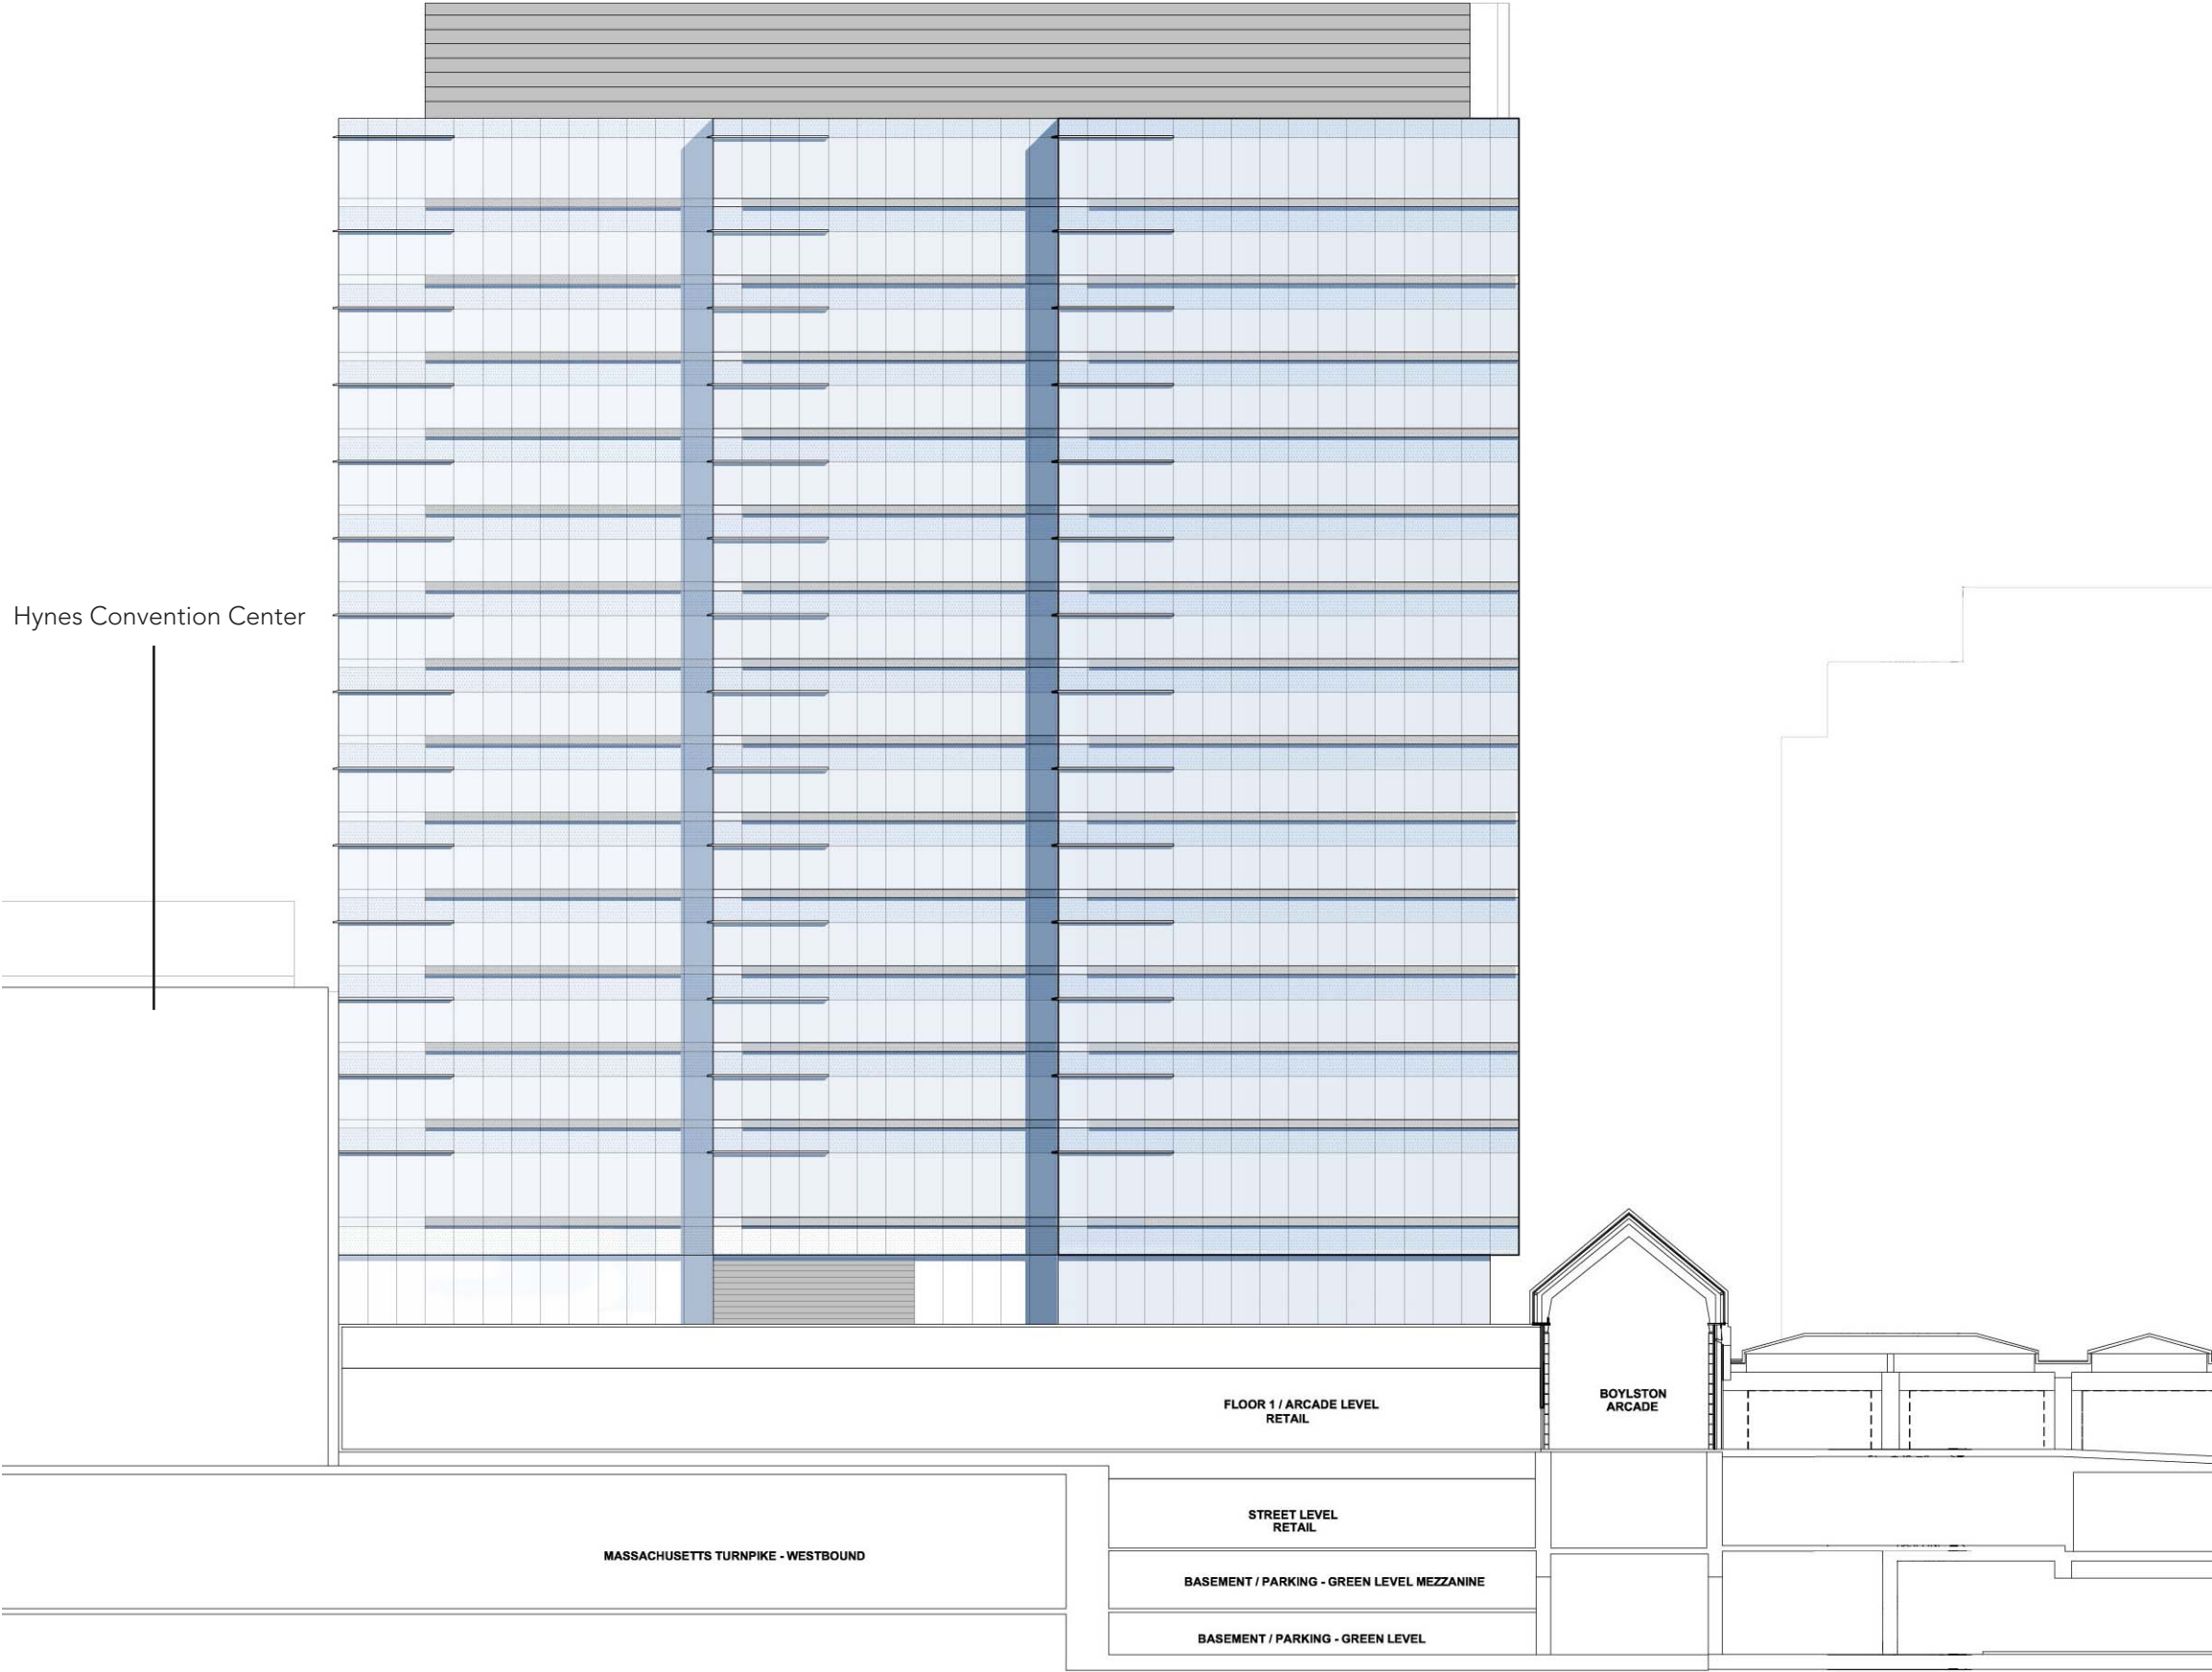 Hynes Convention Center
FLOOR 1 / ARCADE LEVEL
RETAIL
BOYLSTON
ARCADE
STREET LEVEL
RETAIL
MASSACHUSETTS TURNPIKE - WESTBOUND
BASEMENT / PARKING - GREEN LEVEL MEZZANINE
BASEMENT / PARKING - GREEN LEVEL